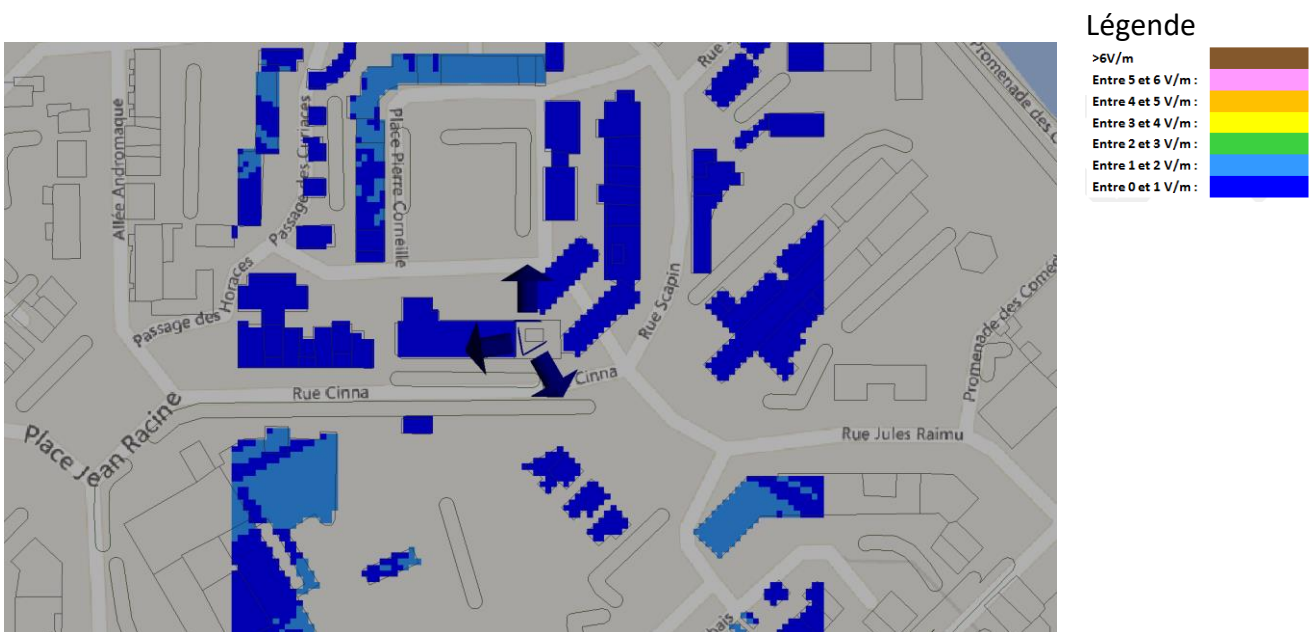 Légende
>6V/m
Entre 5 et 6 V/m :
Entre 4 et 5 V/m :
Entre 3 et 4 V/m :
Entre 2 et 3 V/m :
Entre 1 et 2 V/m :
Entre 0 et 1 V/m :
Rue
Promenade des C
Allée Andromaque
Passage des Curiaces
Place Pierre Corneille
Passage des Horaces
Rue Scapin
Promenade des Coméd
Rue Cinna
Cinna
Place Jean Racine
Rue Jules Raimu
bais